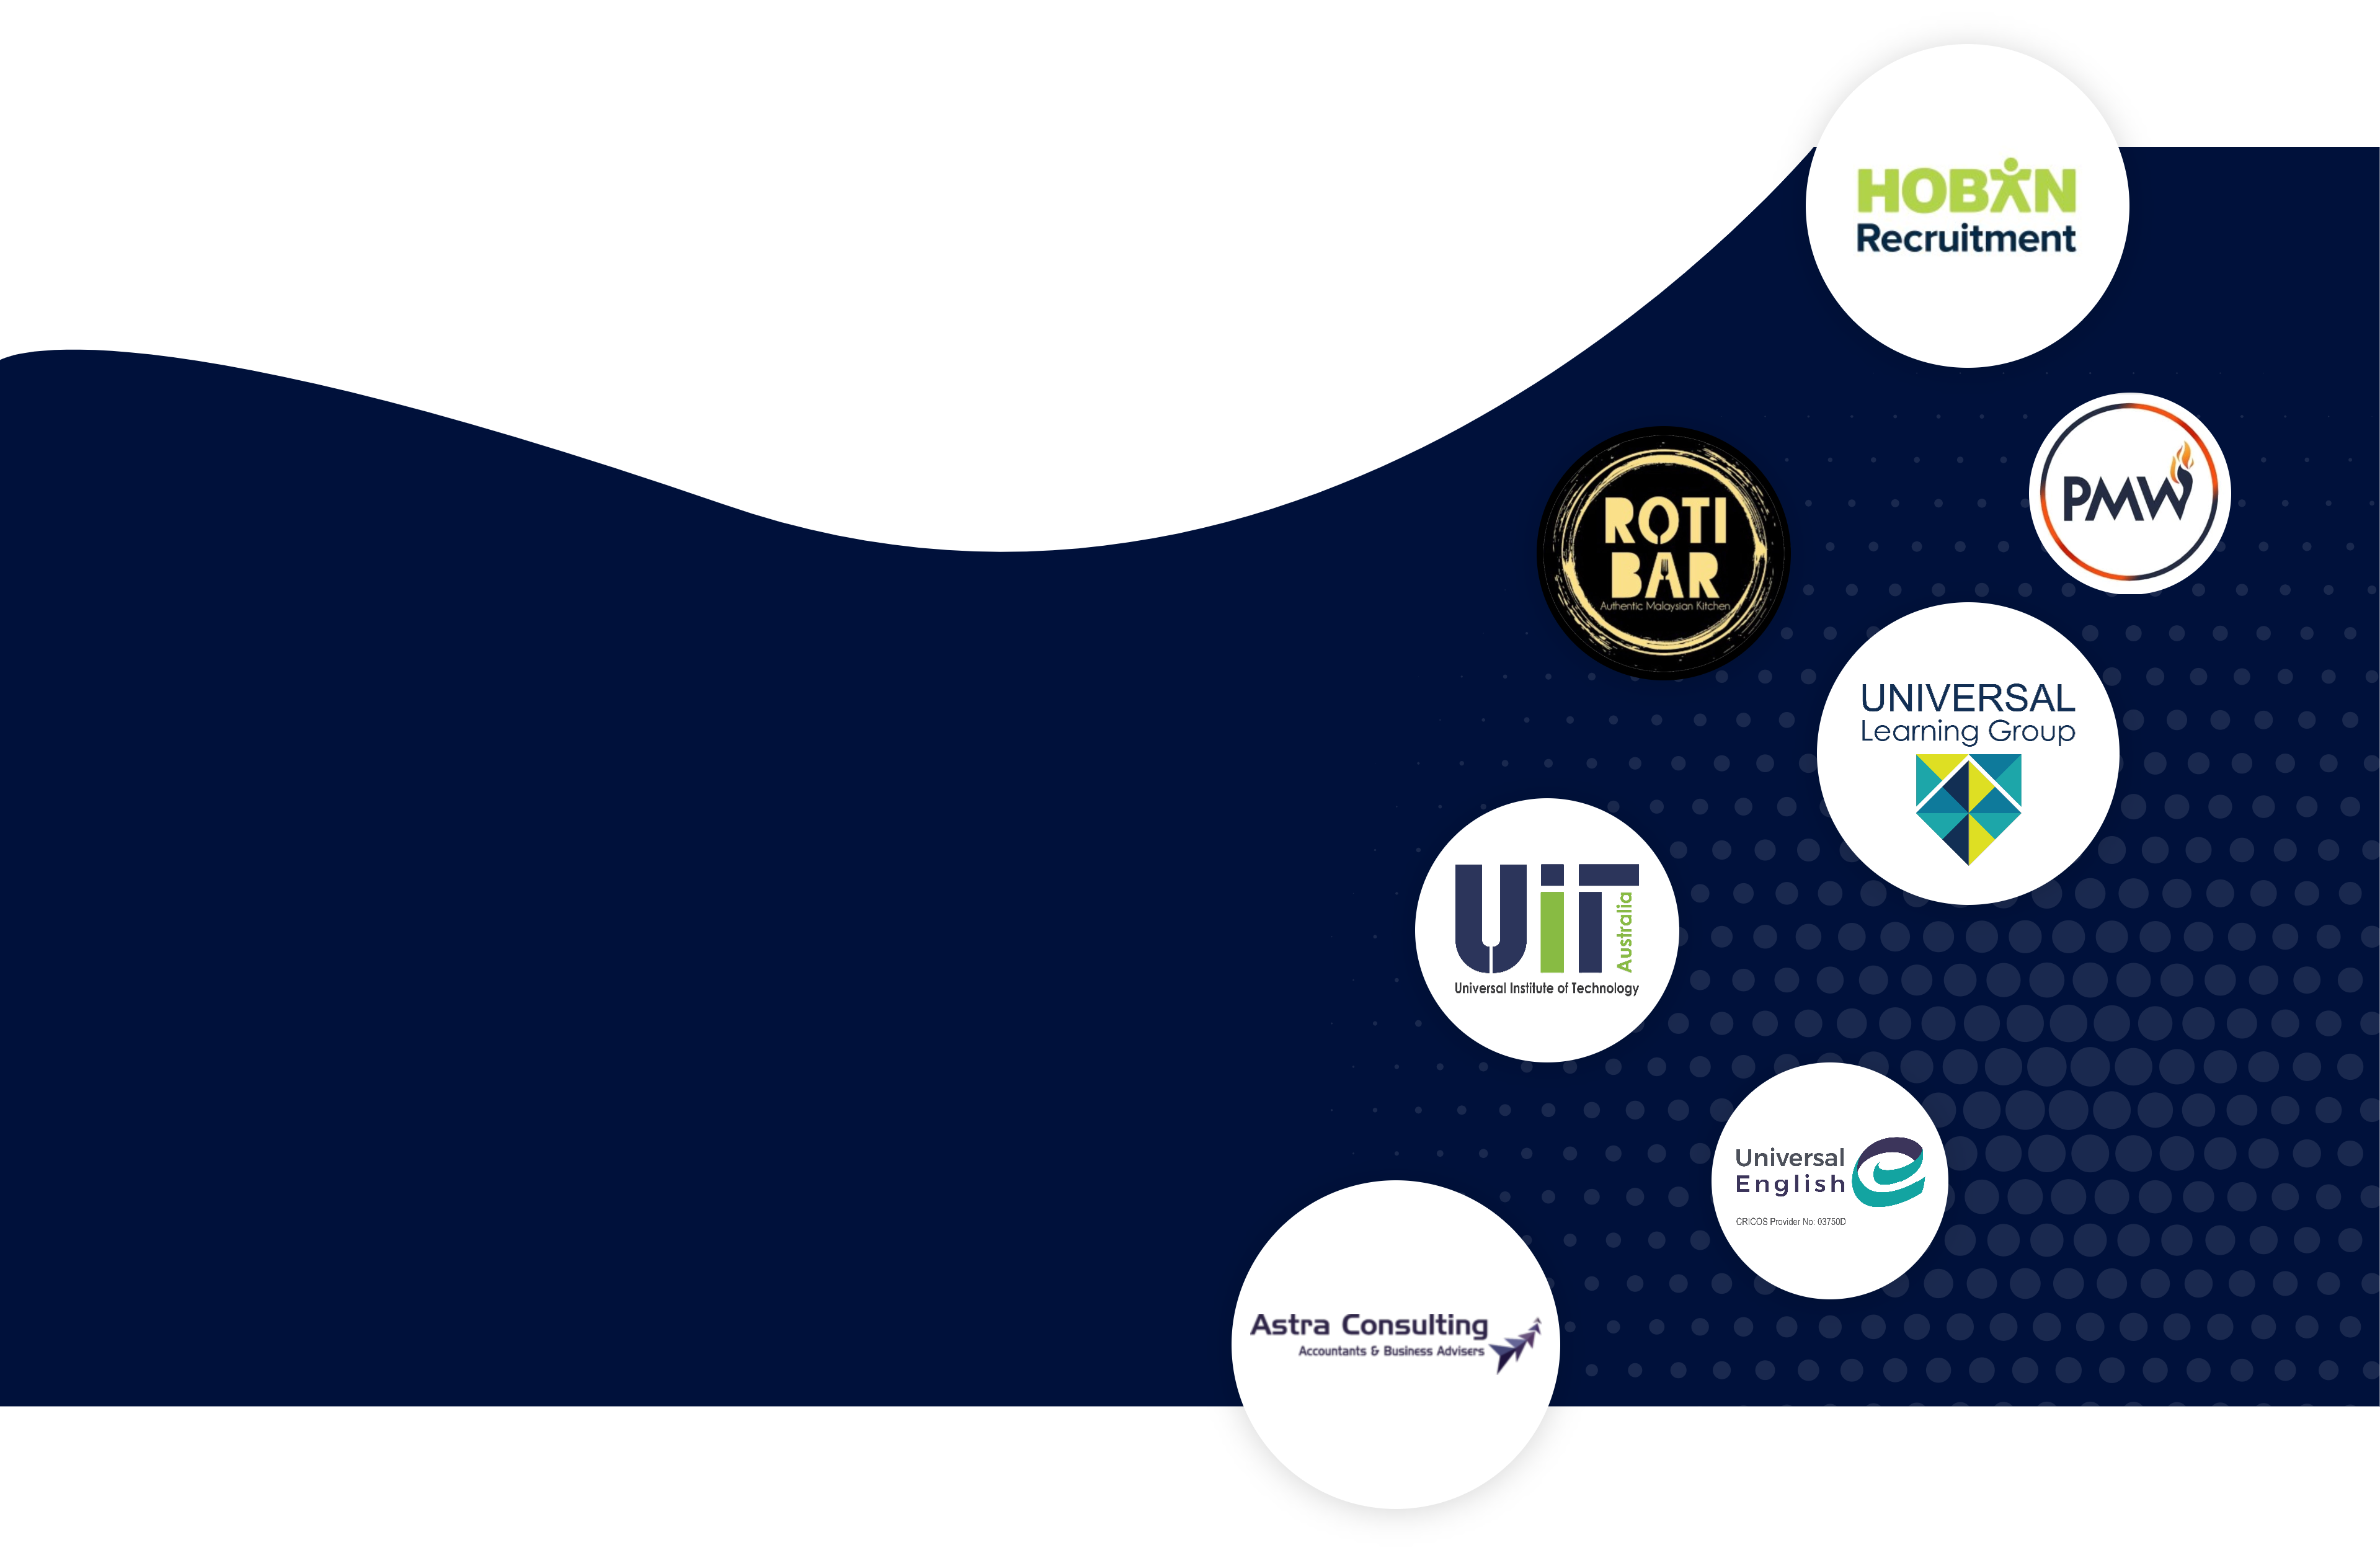 HOBAN
Recruitment
PMW
ROTI
BAR
Authentic Malaysian Kitchen
UNIVERSAL
Learning Group
UiT
Australia
Universal Institute of Technology
Universal
English
CRICOS Provider No: 03750D
Astra Consulting
Accountants & Business Advisers